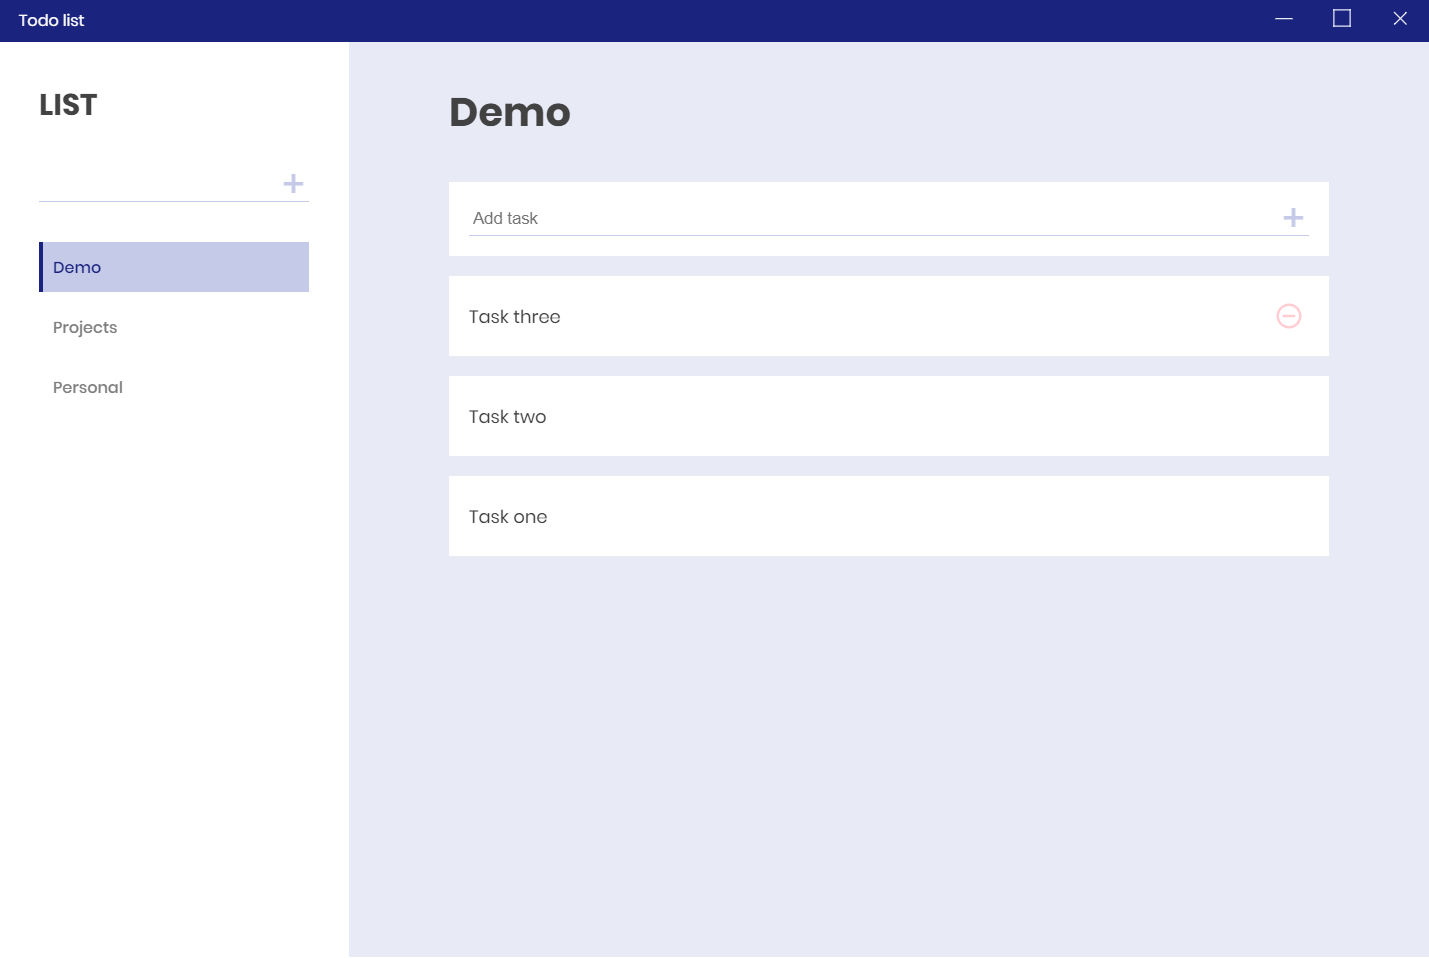 Todo list
LIST
Demo
Projects
Personal
Demo
Add task
Task three
Task two
Task one